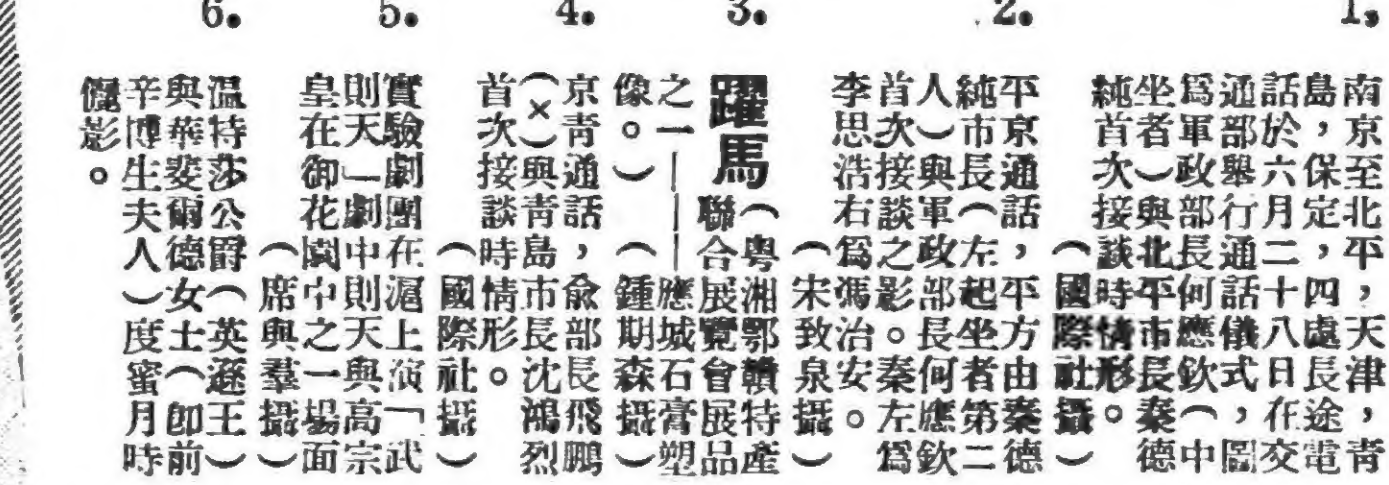 1,
南京至北平，天津，青
島，保定，四處長途電
話於六月二十八日在交
通部舉行通話儀式，圖
爲軍政部長何應欽（中
坐者）與北平市長秦德
純首次接談時情形。
（國際社攝）
2.
平京通話，平方由秦德
純市長（左起坐者第二
人）與軍政部長何應欽
首次接談之影。秦左爲
李思浩右爲馮治安。
（宋致泉攝）
3.
躍馬（粤湘鄂贛特產
聯合展覽會展品
之一——應城石膏塑
像。）（鍾期森攝）
4.
京青通話，兪部長飛鵬
（×）與青島市長沈鴻烈
首次接談時情形。
（國際社攝）
5.
實驗劇團在滬上演「武
則天」劇中則天與高宗
皇在御花園中之一場面
（席與羣攝）
6.
溫特莎公爵（英遜王）
與華婓爾德女士（卽前
辛博生夫人）度蜜月時
儷影。